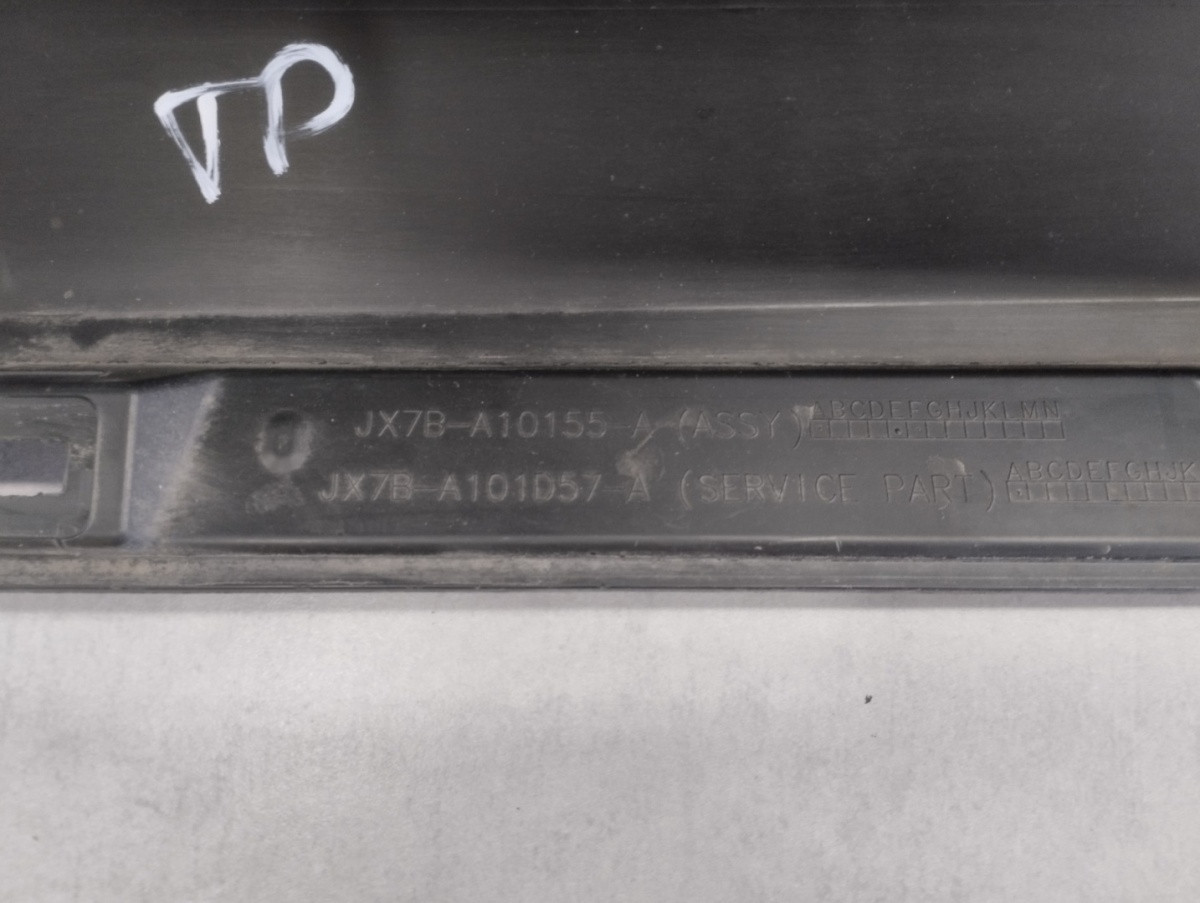 ПР
JX7B-A10155-A (ASSY) ABCDEFGHJKLMN
JX7B-A101D57-A (SERVICE PART) ABCDEFGHJK